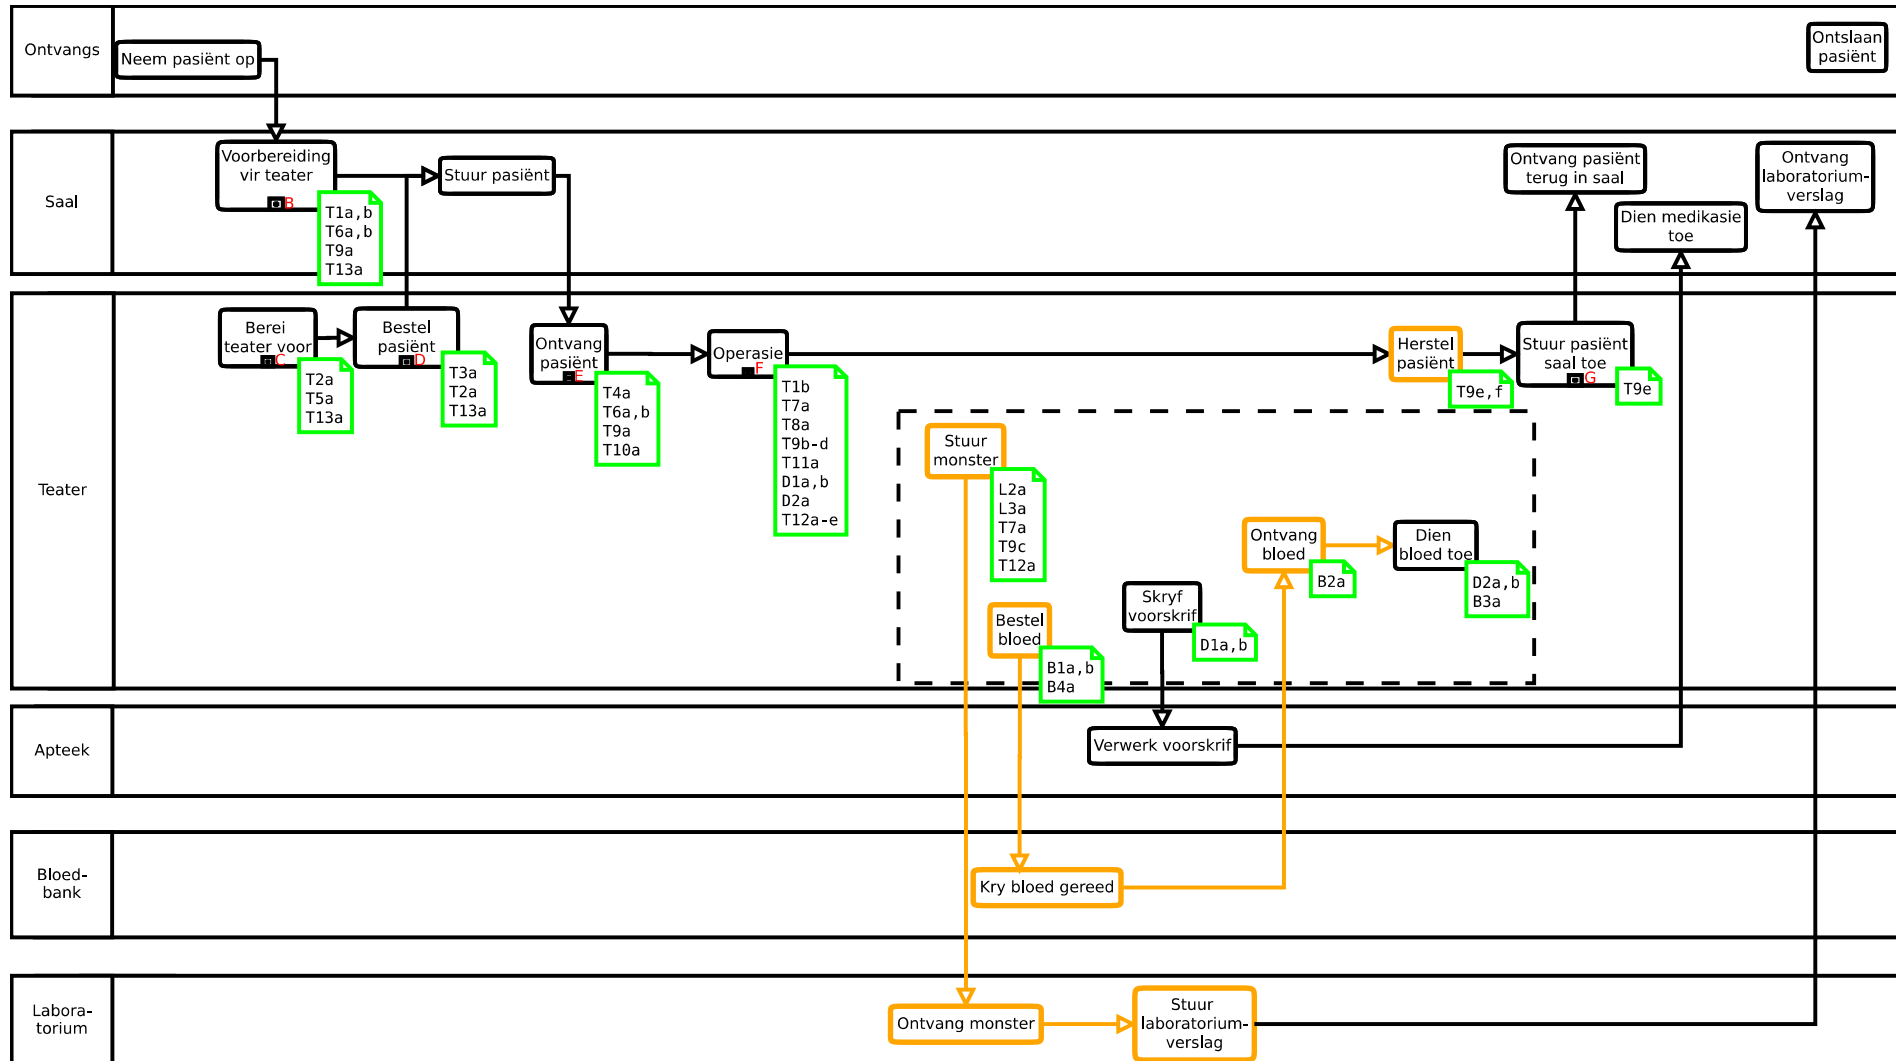 Ontvangs
Neem pasiënt op
Ontslaan
pasiënt
Saal
Voorbereiding
vir teater
B
T1a,b
T6a,b
T9a
T13a
Stuur pasiënt
Ontvang pasiënt
terug in saal
Dien medikasie
toe
Ontvang
laboratorium-
verslag
Teater
Berei
teater voor
C
T2a
T5a
T13a
Bestel
pasiënt
D
T3a
T2a
T13a
Ontvang
pasiënt
E
T4a
T6a,b
T9a
T10a
Operasie
F
T1b
T7a
T8a
T9b-d
T11a
D1a,b
D2a
T12a-e
Herstel
pasiënt
T9e,f
Stuur pasiënt
saal toe
G
T9e
Stuur
monster
L2a
L3a
T7a
T9c
T12a
Bestel
bloed
B1a,b
B4a
Skryf
voorskrif
D1a,b
Ontvang
bloed
B2a
Dien
bloed toe
D2a,b
B3a
Apteek
Verwerk voorskrif
Bloed-
bank
Kry bloed gereed
Labora-
torium
Ontvang monster
Stuur
laboratorium-
verslag